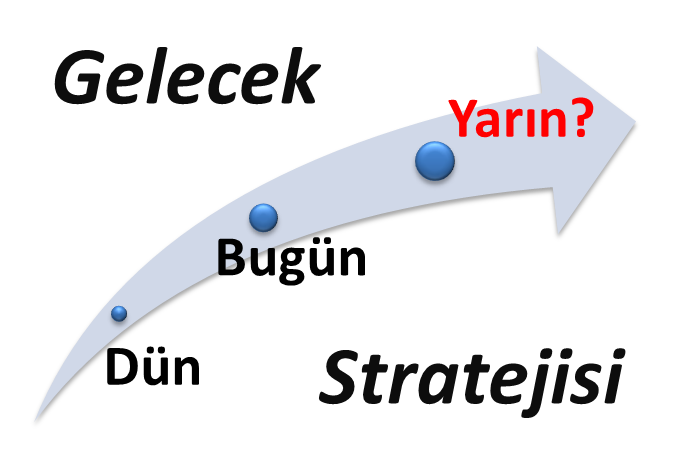 Gelecek
Yarın?
Bugün
Dün
Stratejisi